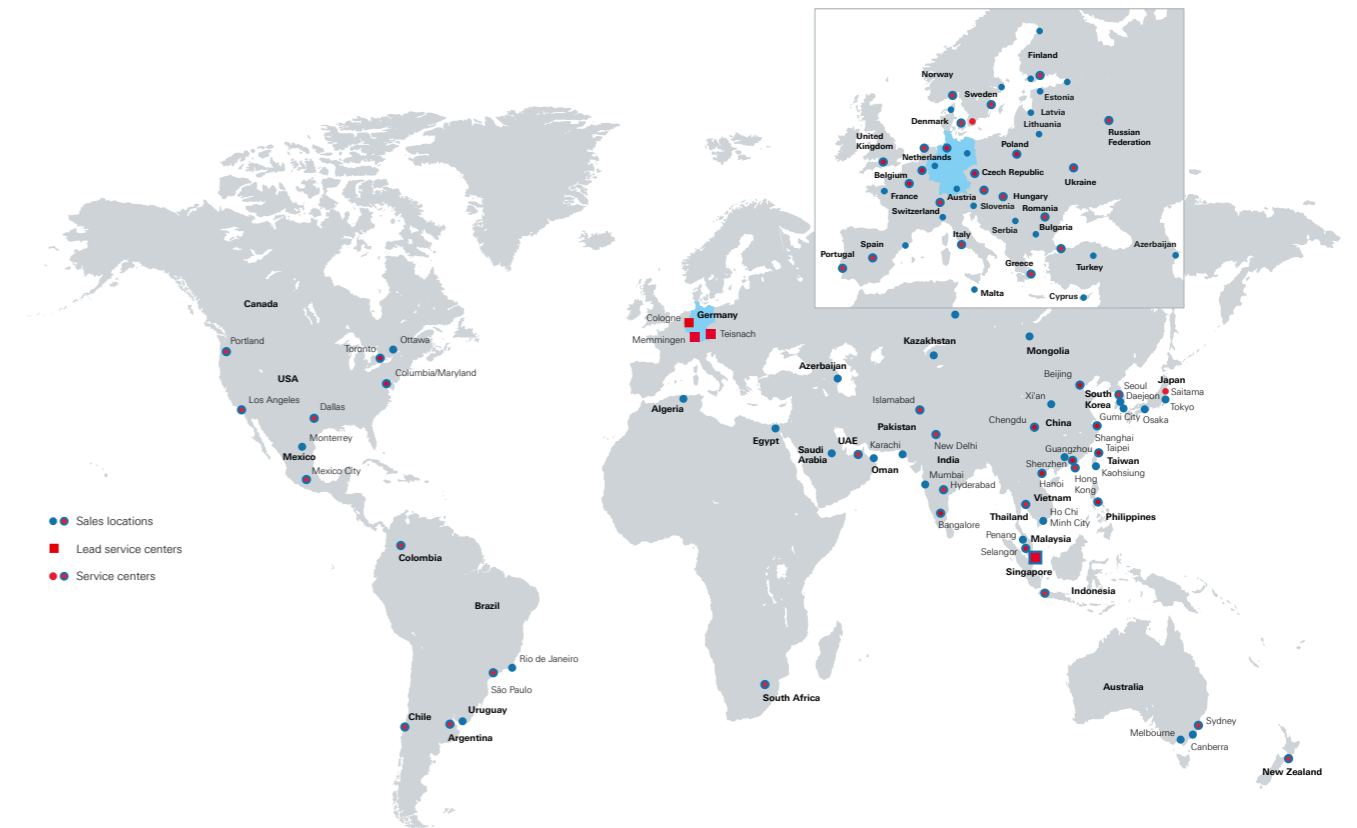 Finland
Norway
Sweden
Estonia
Latvia
Denmark
Lithuania
Russian
Federation
United
Kingdom
Poland
Netherlands
Czech Republic
Belgium
Ukraine
France
Austria
Hungary
Slovenia
Switzerland
Romania
Serbia
Bulgaria
Italy
Spain
Azerbaijan
Portugal
Greece
Turkey
Malta
Cyprus
Canada
Portland
Toronto
Ottawa
USA
Columbia/Maryland
Los Angeles
Dallas
Monterrey
Mexico
Mexico City
Sales locations
Lead service centers
Service centers
Colombia
Brazil
Rio de Janeiro
São Paulo
Uruguay
Chile
Argentina
Cologne
Germany
Memmingen
Teisnach
Algeria
Egypt
Azerbaijan
Saudi
Arabia
UAE
Oman
Karachi
South Africa
Kazakhstan
Mongolia
Islamabad
Pakistan
New Delhi
India
Mumbai
Hyderabad
Bangalore
Beijing
Xi'an
Chengdu
China
South
Korea
Seoul
Daejeon
Gumi City
Japan
Saitama
Tokyo
Osaka
Shanghai
Guangzhou
Taipei
Shenzhen
Taiwan
Kaohsiung
Hanoi
Hong
Kong
Vietnam
Thailand
Ho Chi
Minh City
Philippines
Penang
Malaysia
Selangor
Singapore
Indonesia
Australia
Sydney
Melbourne
Canberra
New Zealand